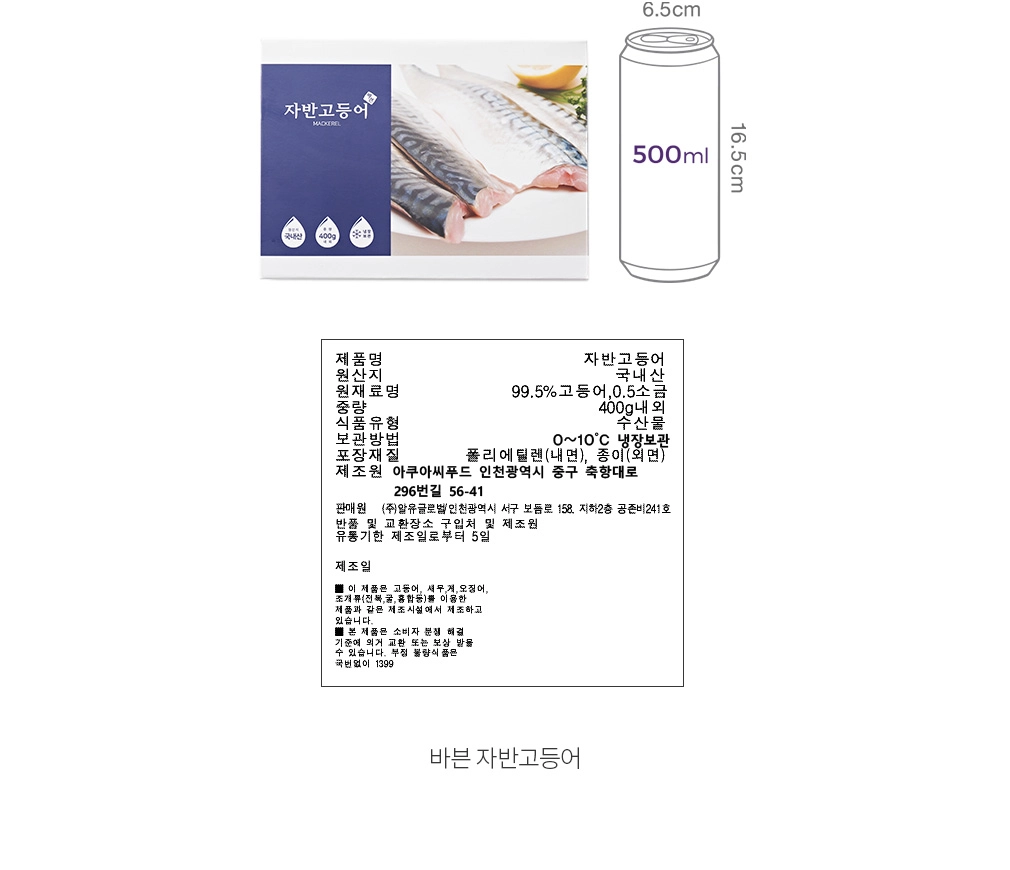 6.5cm
자반고등어
MACKEREL
국내산
400g
냉장
500ml
16.5cm
제품명 자반고등어
원산지 국내산
원재료명 99.5%고등어,0.5소금
중량 400g내외
식품유형 수산물
보관방법 0~10°C 냉장보관
포장재질 폴리에틸렌(내면), 종이(외면)
제조원 아쿠아씨푸드 인천광역시 중구 축항대로
296번길 56-41
판매원 (주)알유글로벌/인천광역시 서구 보듬로 158, 지하2층 공존비241호
반품 및 교환장소 구입처 및 제조원
유통기한 제조일로부터 5일
제조일
■ 이 제품은 고등어, 새우,게,오징어,
조개류(전복,굴,홍합등)를 이용한
제품과 같은 제조시설에서 제조하고
있습니다.
■ 본 제품은 소비자 분쟁 해결
기준에 의거 교환 또는 보상 받을
수 있습니다. 부정 불량식품은
국번없이 1399
바른 자반고등어